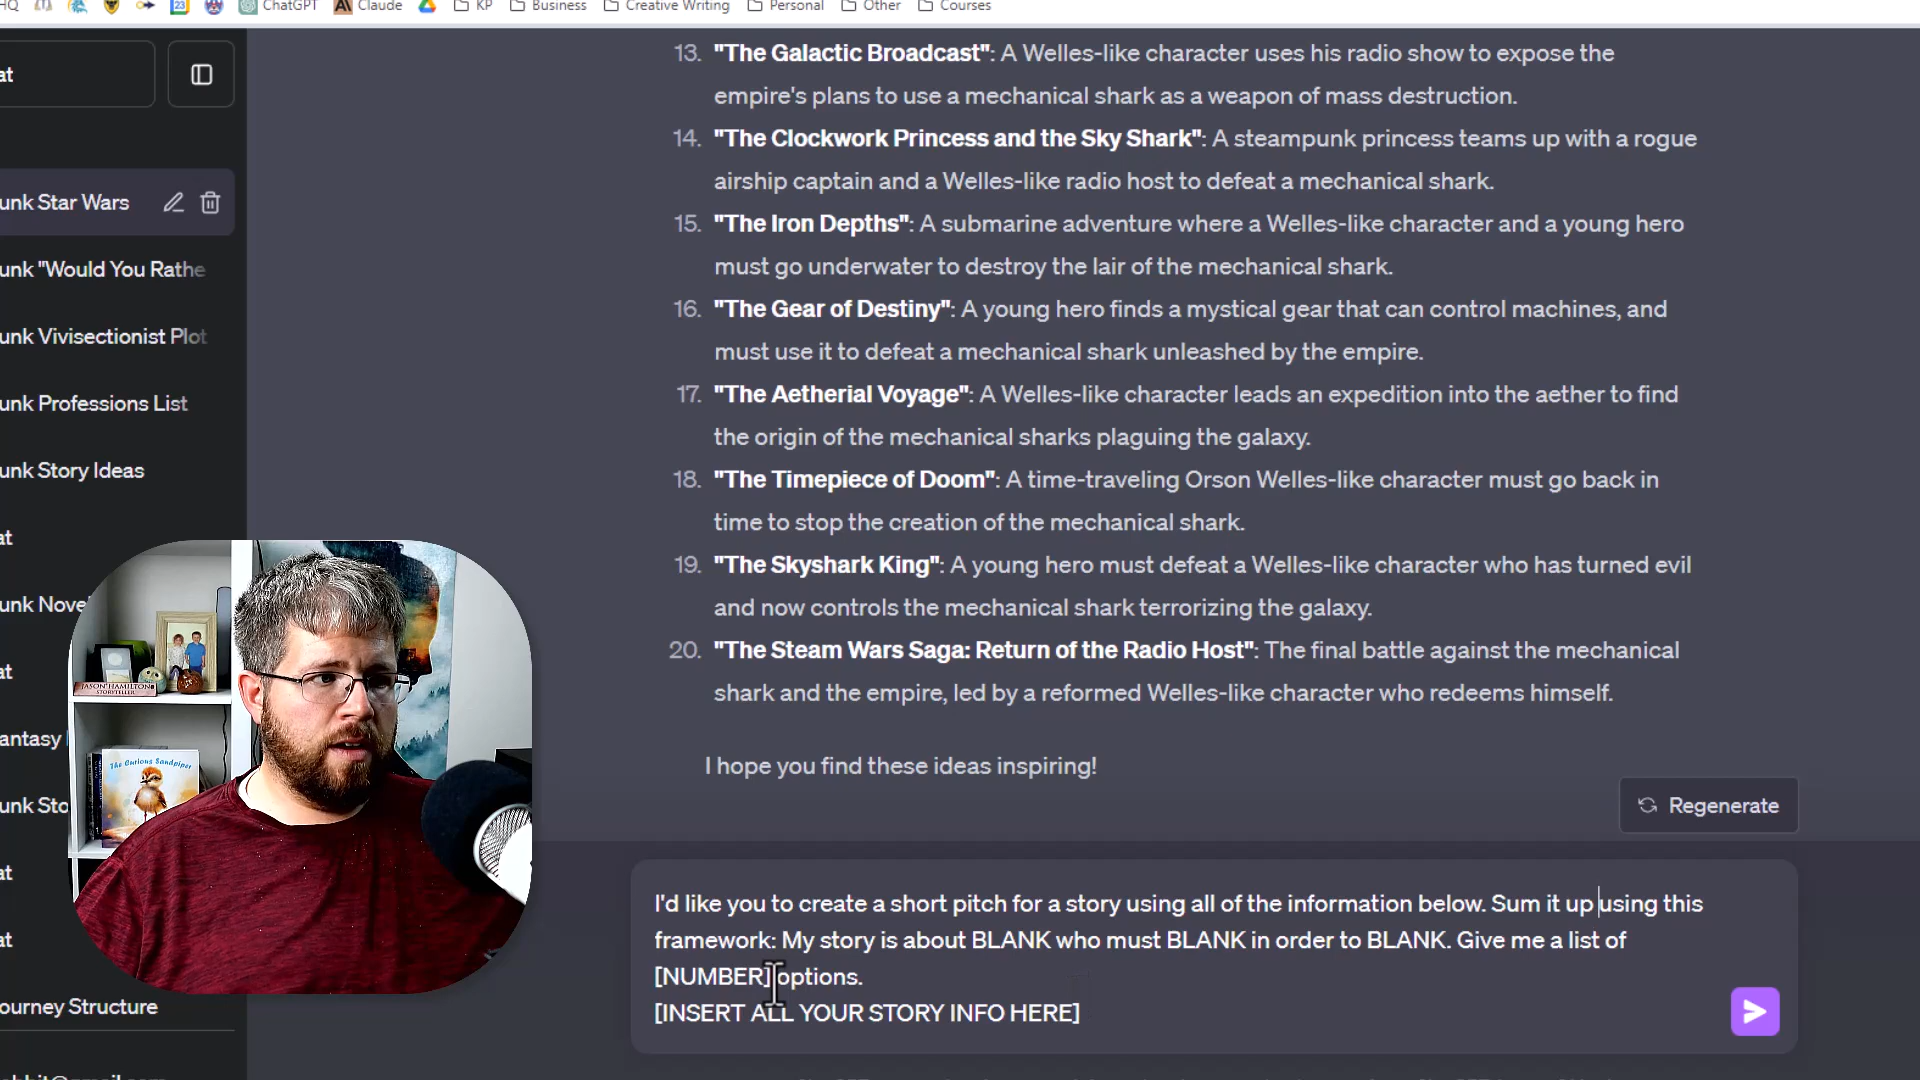 HQ
23
ChatGPT
Claude
KP
Business
Creative Writing
Personal
Other
Courses
at
unk Star Wars
unk "Would You Rathe
unk Vivisectionist Plot
unk Professions List
unk Story Ideas
at
unk Nove
at
antasy
unk Sto
at
at
ourney Structure
13. "The Galactic Broadcast": A Welles-like character uses his radio show to expose the
empire's plans to use a mechanical shark as a weapon of mass destruction.
14. "The Clockwork Princess and the Sky Shark": A steampunk princess teams up with a rogue
airship captain and a Welles-like radio host to defeat a mechanical shark.
15. "The Iron Depths": A submarine adventure where a Welles-like character and a young hero
must go underwater to destroy the lair of the mechanical shark.
16. "The Gear of Destiny": A young hero finds a mystical gear that can control machines, and
must use it to defeat a mechanical shark unleashed by the empire.
17. "The Aetherial Voyage": A Welles-like character leads an expedition into the aether to find
the origin of the mechanical sharks plaguing the galaxy.
18. "The Timepiece of Doom": A time-traveling Orson Welles-like character must go back in
time to stop the creation of the mechanical shark.
19. "The Skyshark King": A young hero must defeat a Welles-like character who has turned evil
and now controls the mechanical shark terrorizing the galaxy.
20. "The Steam Wars Saga: Return of the Radio Host": The final battle against the mechanical
shark and the empire, led by a reformed Welles-like character who redeems himself.
I hope you find these ideas inspiring!
Regenerate
I'd like you to create a short pitch for a story using all of the information below. Sum it up using this
framework: My story is about BLANK who must BLANK in order to BLANK. Give me a list of
[NUMBER] options.
[INSERT ALL YOUR STORY INFO HERE]
JASON HAMILTON
STORYTELLER
The Curious Sandpiper